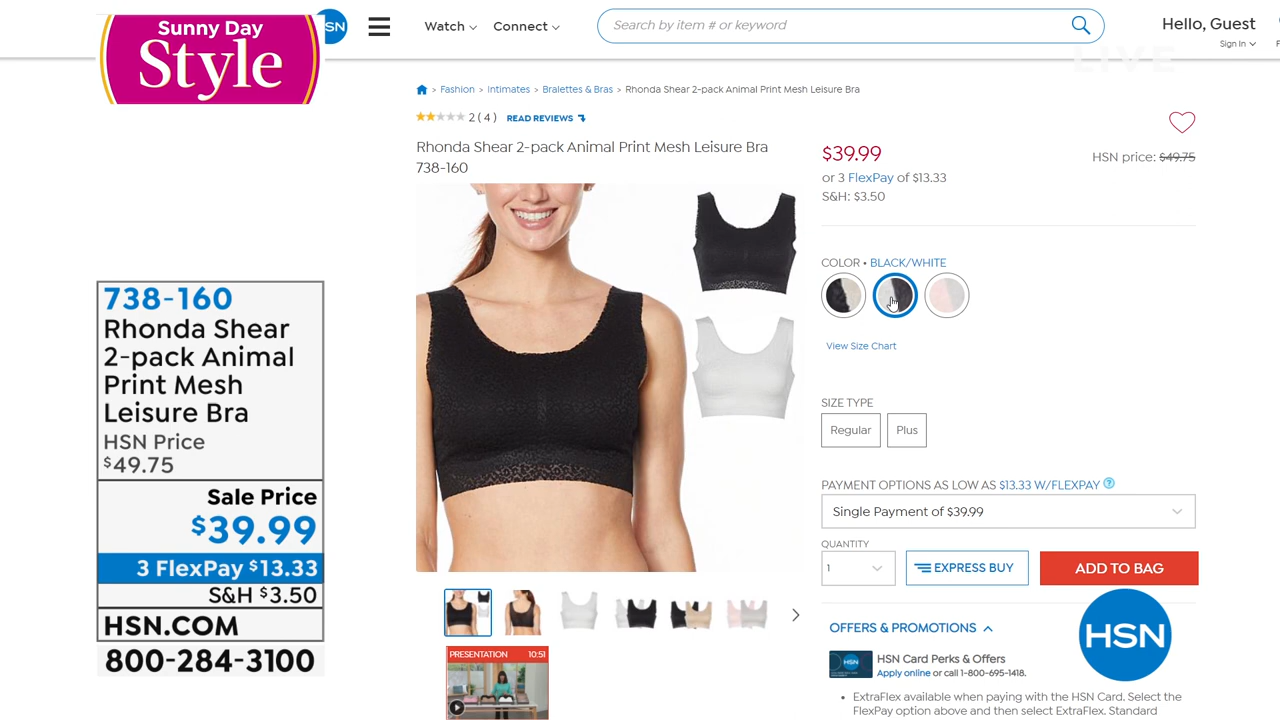 Sunny Day
Style
SN
Watch
Connect
Search by item # or keyword
Hello, Guest
Sign In
F
LIVE
> Fashion > Intimates > Bralettes & Bras > Rhonda Shear 2-pack Animal Print Mesh Leisure Bra
2 ( 4 ) READ REVIEWS
Rhonda Shear 2-pack Animal Print Mesh Leisure Bra
738-160
$39.99
HSN price: $49.75
or 3 FlexPay of $13.33
S&H: $3.50
COLOR • BLACK/WHITE
View Size Chart
SIZE TYPE
Regular
Plus
PAYMENT OPTIONS AS LOW AS $13.33 W/FLEXPAY ?
Single Payment of $39.99
QUANTITY
1
EXPRESS BUY
ADD TO BAG
OFFERS & PROMOTIONS
HSN
HSN
HSN Card Perks & Offers
Apply online or call 1-800-695-1418.
• ExtraFlex available when paying with the HSN Card. Select the
FlexPay option above and then select ExtraFlex. Standard
PRESENTATION 10:51
738-160
Rhonda Shear
2-pack Animal
Print Mesh
Leisure Bra
HSN Price
$49.75
Sale Price
$39.99
3 FlexPay $13.33
S&H $3.50
HSN.COM
800-284-3100